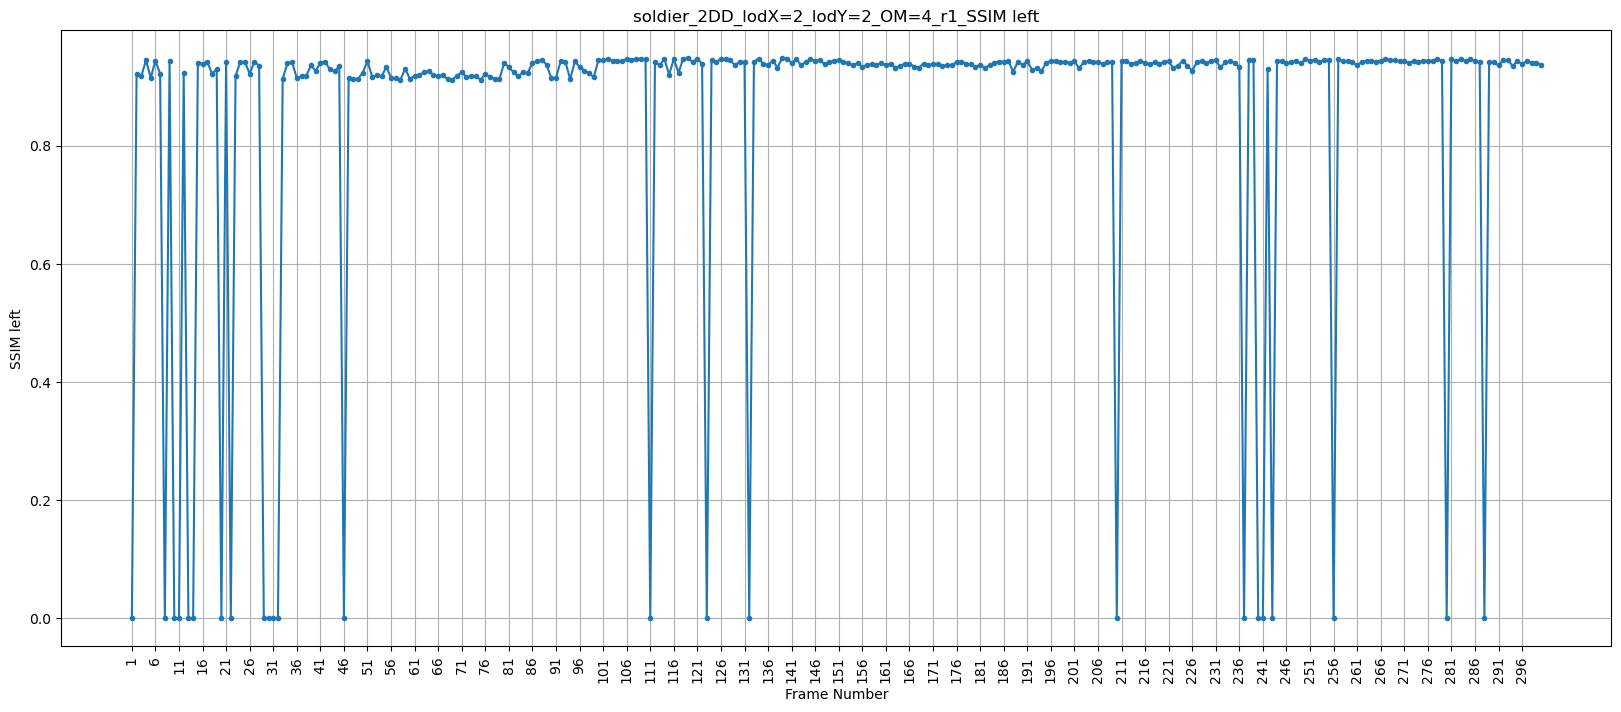 soldier_2DD_lodX=2_lodY=2_OM=4_r1_SSIM left
SSIM left
0.8
0.6
0.4
0.2
0.0
1 6 11 16 21 26 31 36 41 46 51 56 61 66 71 76 81 86 91 96 101 106 111 116 121 126 131 136 141 146 151 156 161 166 171 176 181 186 191 196 201 206 211 216 221 226 231 236 241 246 251 256 261 266 271 276 281 286 291 296
Frame Number